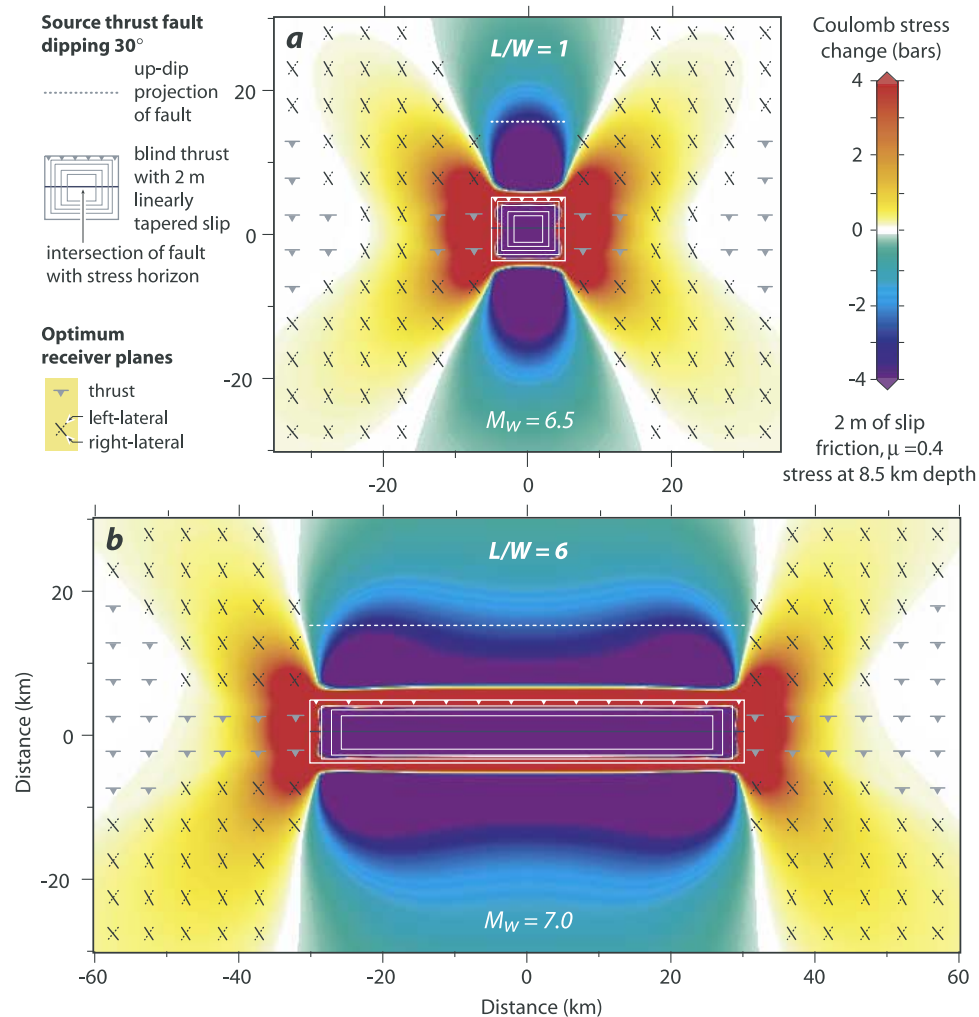 Source thrust fault
dipping 30°
up-dip
projection
of fault
blind thrust
with 2 m
linearly
tapered slip
intersection of fault
with stress horizon
Optimum
receiver planes
thrust
left-lateral
right-lateral
a
L/W = 1
20
0
-20
Mw = 6.5
-20
0
20
Coulomb stress
change (bars)
4
2
0
-2
-4
2 m of slip
friction, μ =0.4
stress at 8.5 km depth
b
L/W = 6
20
0
-20
Distance (km)
Mw = 7.0
-60
-40
-20
0
20
40
60
Distance (km)